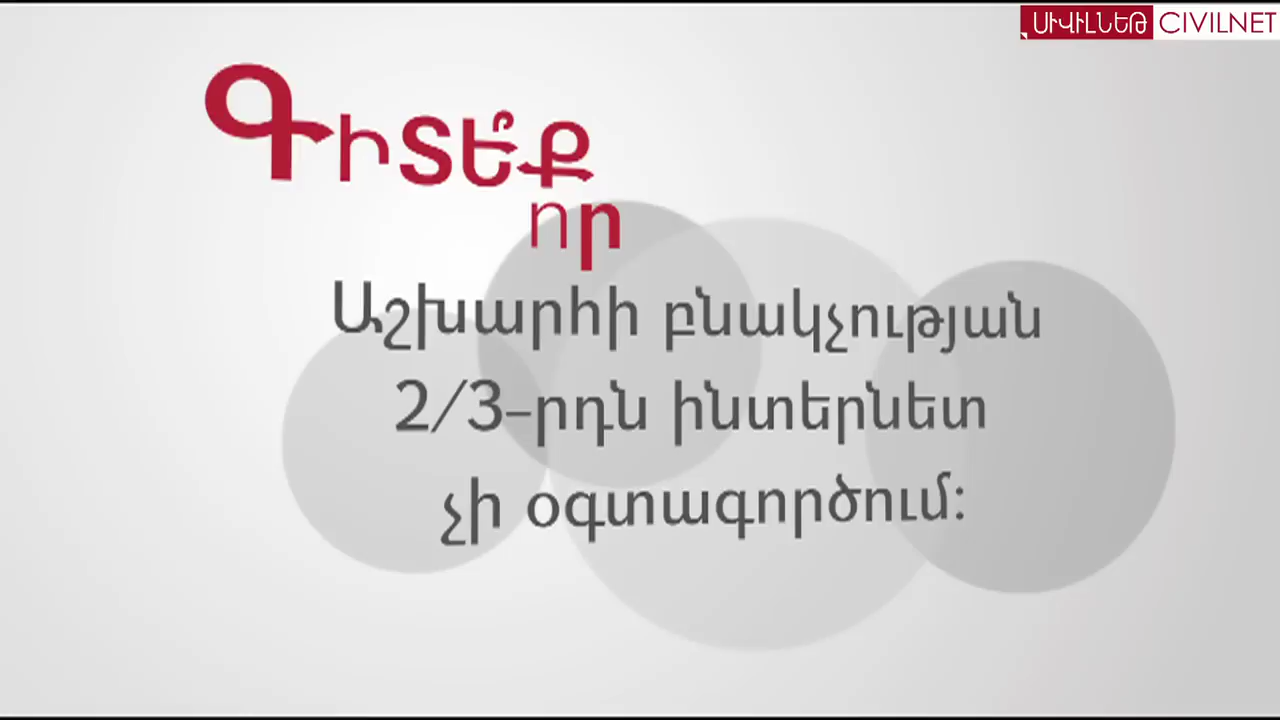 ՍԻՎԻԼՆԵԹ CIVILNET
Գիտե՞ք
որ
Աշխարհի բնակչության
2/3-րդն ինտերնետ
չի օգտագործում: